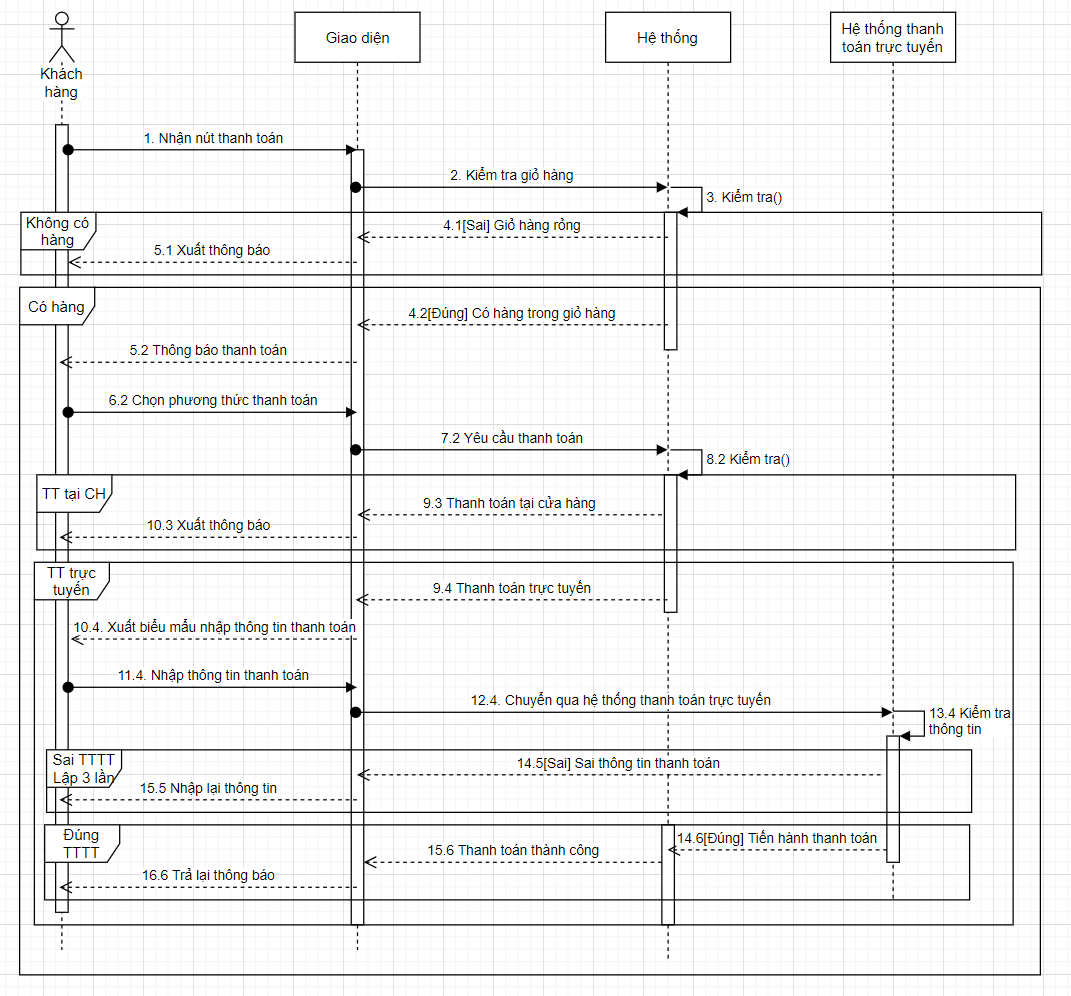 Khách
hàng
Giao diện
Hệ thống
Hệ thống thanh
toán trực tuyến
1. Nhận nút thanh toán
2. Kiểm tra giỏ hàng
3. Kiểm tra()
Không có
hàng
4.1[Sai] Giỏ hàng rỗng
5.1 Xuất thông báo
Có hàng
4.2[Đúng] Có hàng trong giỏ hàng
5.2 Thông báo thanh toán
6.2 Chọn phương thức thanh toán
7.2 Yêu cầu thanh toán
8.2 Kiểm tra()
TT tại CH
9.3 Thanh toán tại cửa hàng
10.3 Xuất thông báo
TT trực
tuyến
9.4 Thanh toán trực tuyến
10.4. Xuất biểu mẫu nhập thông tin thanh toán
11.4. Nhập thông tin thanh toán
12.4. Chuyển qua hệ thống thanh toán trực tuyến
13.4 Kiểm tra
thông tin
Sai TTTT
Lập 3 lần
14.5[Sai] Sai thông tin thanh toán
15.5 Nhập lại thông tin
Đúng
TTTT
14.6[Đúng] Tiến hành thanh toán
15.6 Thanh toán thành công
16.6 Trả lại thông báo